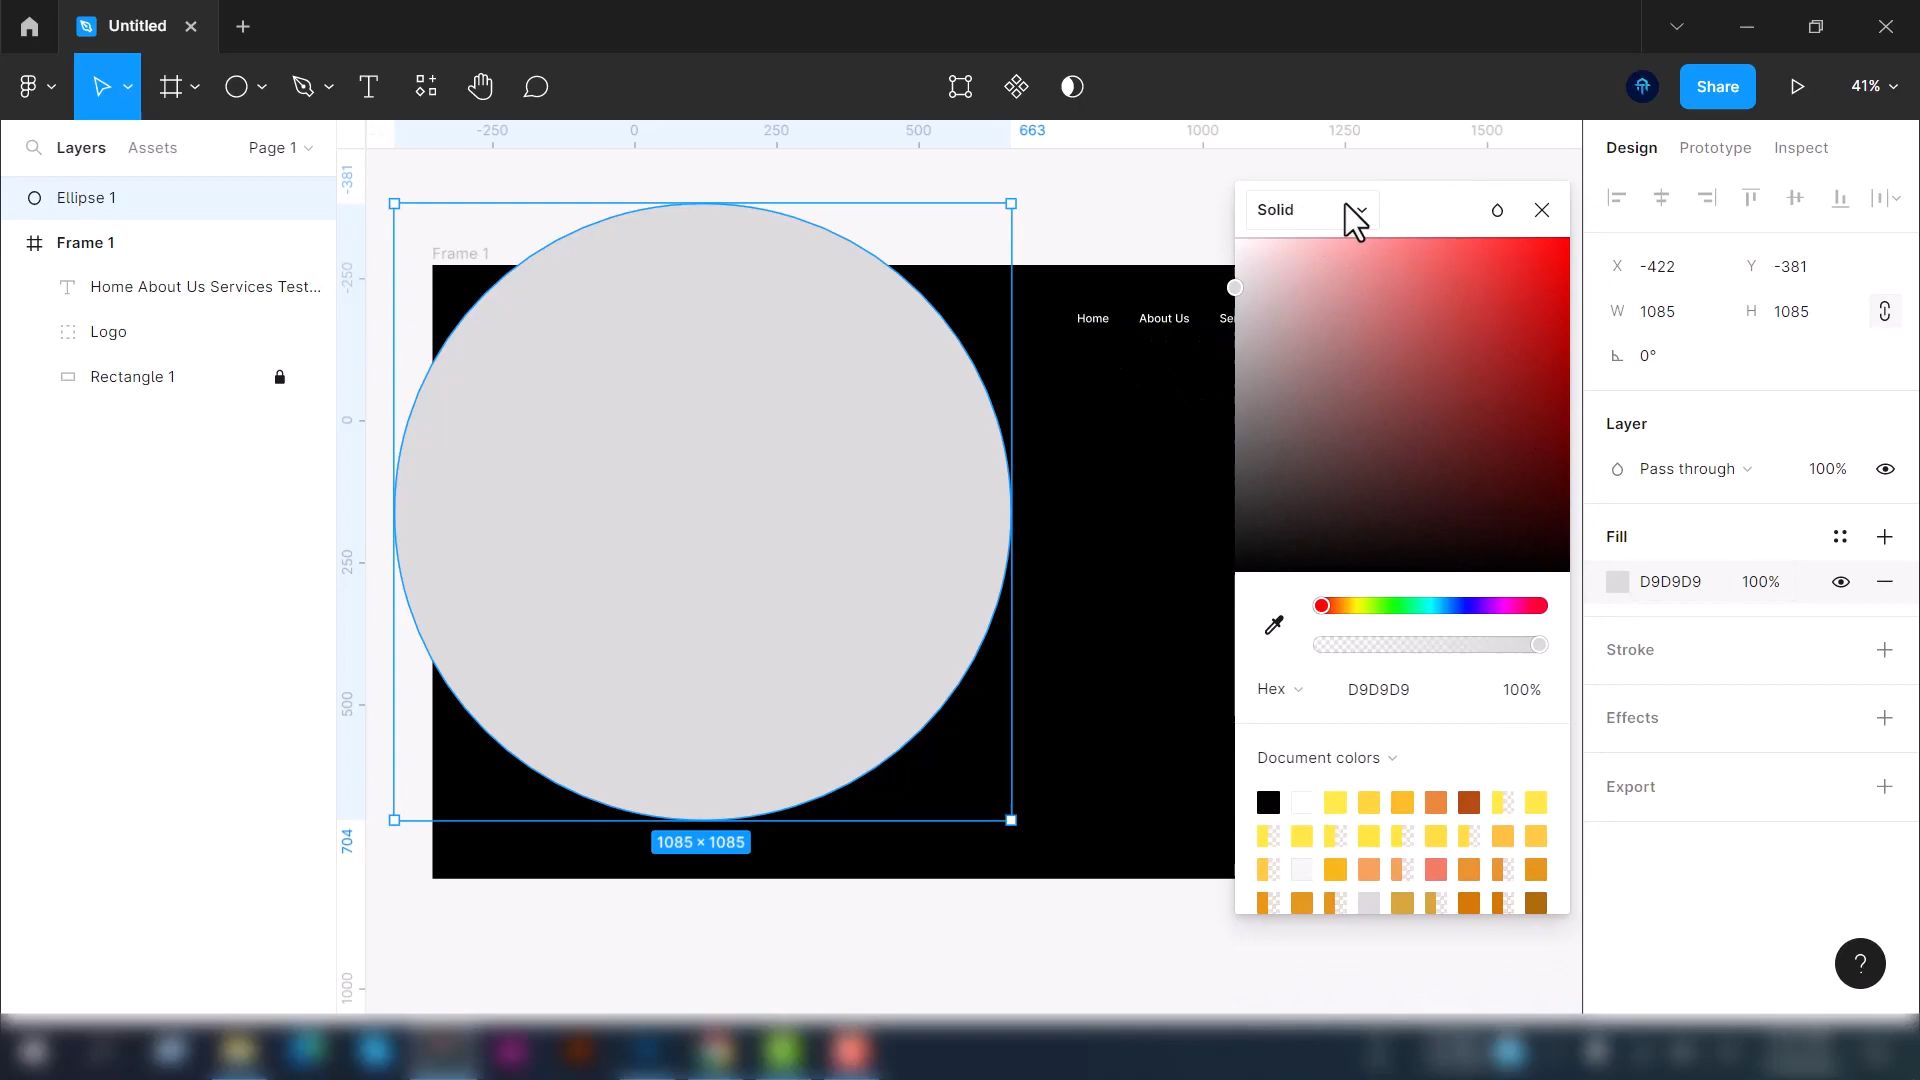 Untitled
Share
41%
Layers
Assets
Page 1
-250
0
250
500
663
1000
1250
1500
Design
Prototype
Inspect
Ellipse 1
Frame 1
Home About Us Services Test...
Logo
Rectangle 1
-381
-250
0
250
500
704
1000
Frame 1
Home
About Us
Se
1085 × 1085
Solid
Hex
D9D9D9
100%
Document colors
X
-422
Y
-381
W
1085
H
1085
0°
Layer
Pass through
100%
Fill
D9D9D9
100%
Stroke
Effects
Export
?